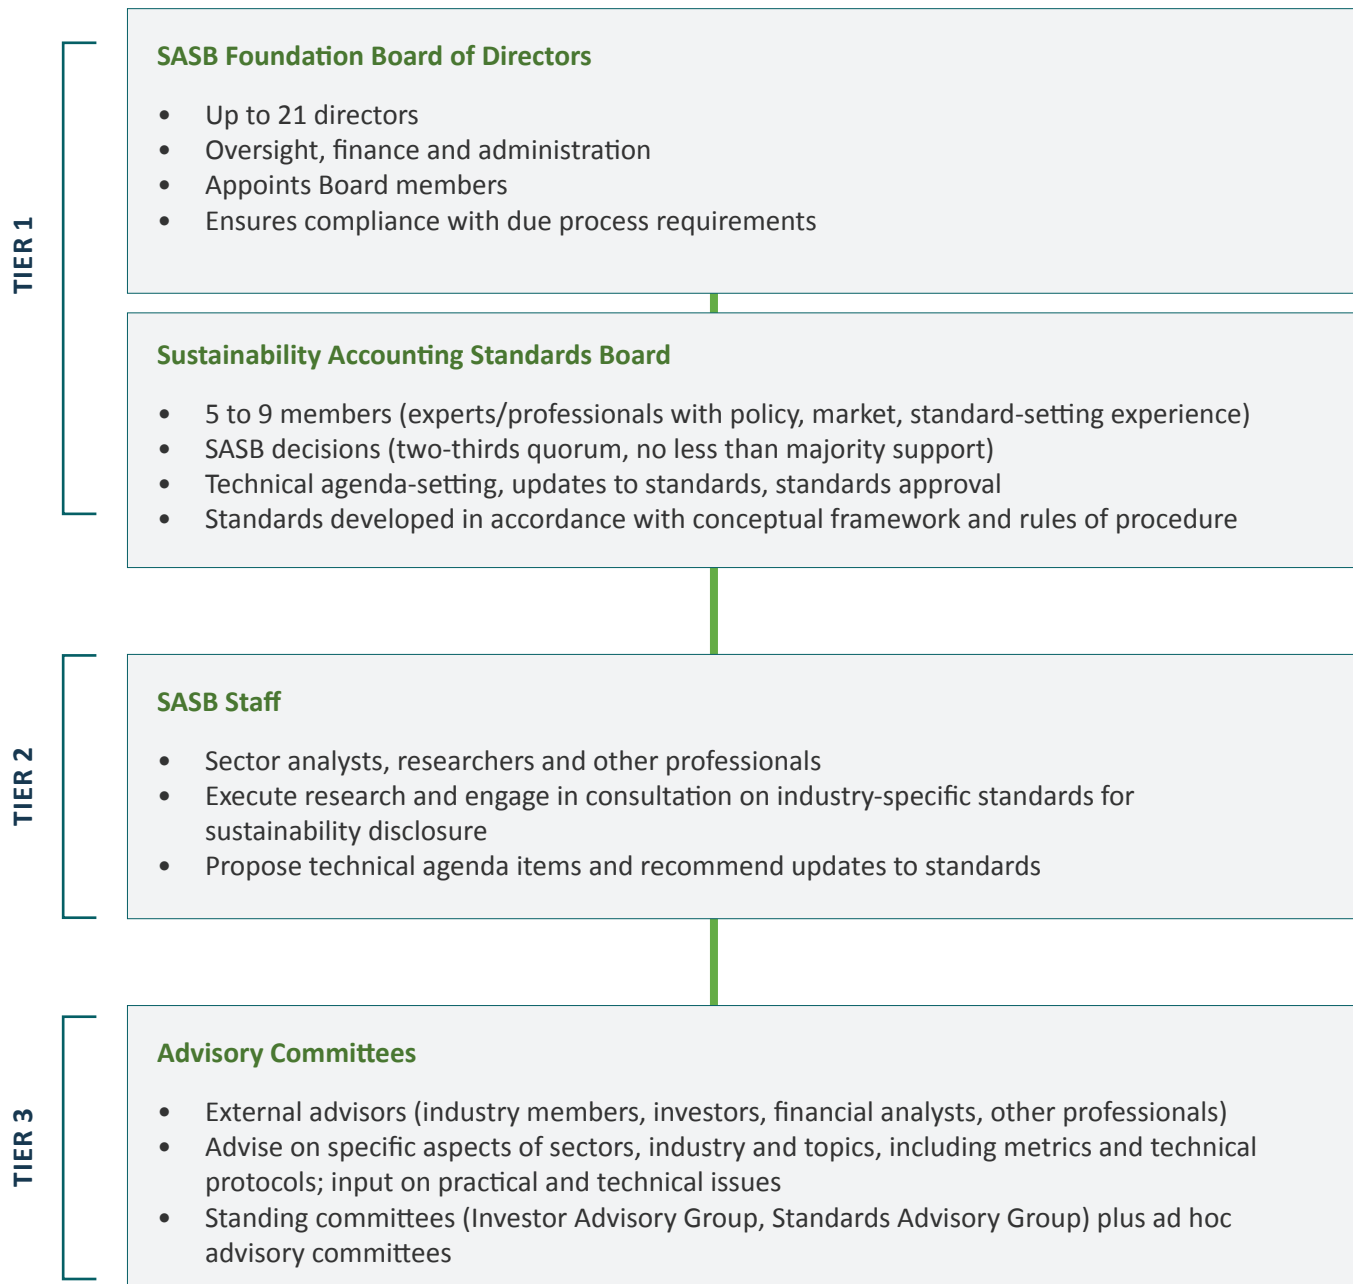 TIER 1
SASB Foundation Board of Directors
• Up to 21 directors
• Oversight, finance and administration
• Appoints Board members
• Ensures compliance with due process requirements
Sustainability Accounting Standards Board
• 5 to 9 members (experts/professionals with policy, market, standard-setting experience)
• SASB decisions (two-thirds quorum, no less than majority support)
• Technical agenda-setting, updates to standards, standards approval
• Standards developed in accordance with conceptual framework and rules of procedure
TIER 2
SASB Staff
• Sector analysts, researchers and other professionals
• Execute research and engage in consultation on industry-specific standards for
sustainability disclosure
• Propose technical agenda items and recommend updates to standards
TIER 3
Advisory Committees
• External advisors (industry members, investors, financial analysts, other professionals)
• Advise on specific aspects of sectors, industry and topics, including metrics and technical
protocols; input on practical and technical issues
• Standing committees (Investor Advisory Group, Standards Advisory Group) plus ad hoc
advisory committees